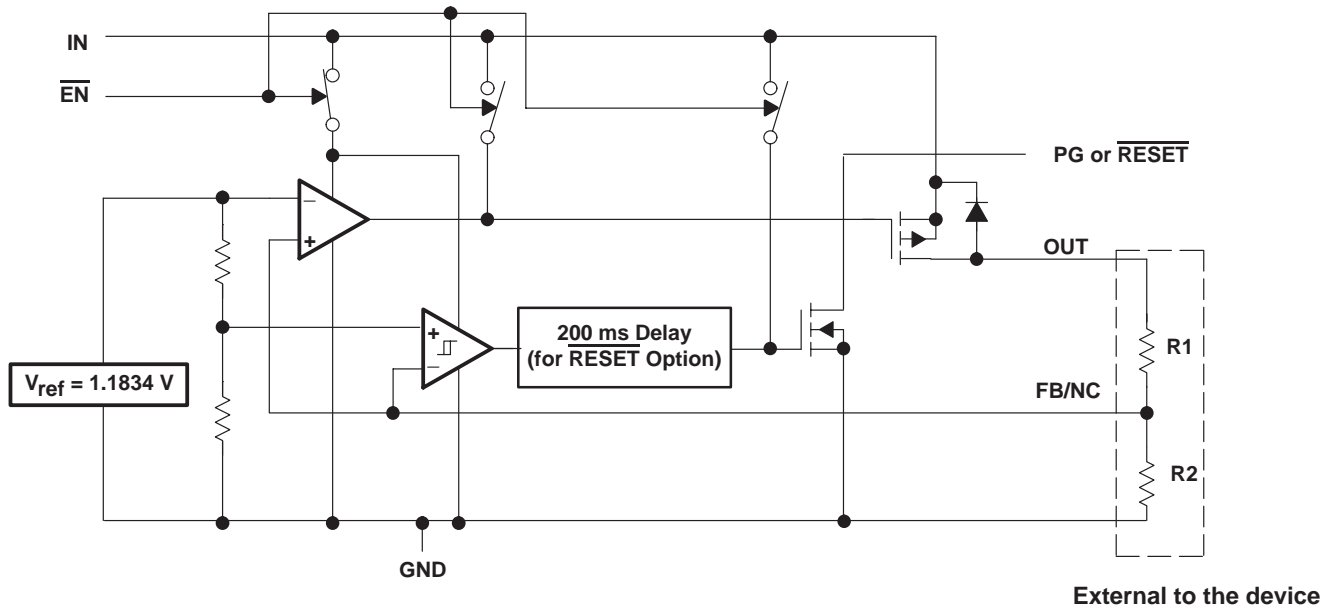 IN
EN
PG or RESET
OUT
200 ms Delay
(for RESET Option)
R1
Vref = 1.1834 V
FB/NC
R2
GND
External to the device